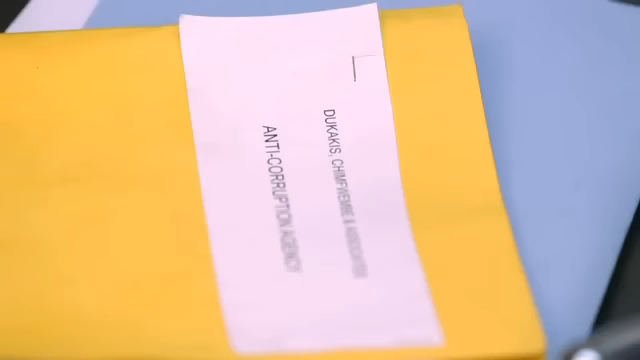 DUKAKIS, CHIMFWEMBE & ASSOCIATES
ANTI-CORRUPTION AGENCY